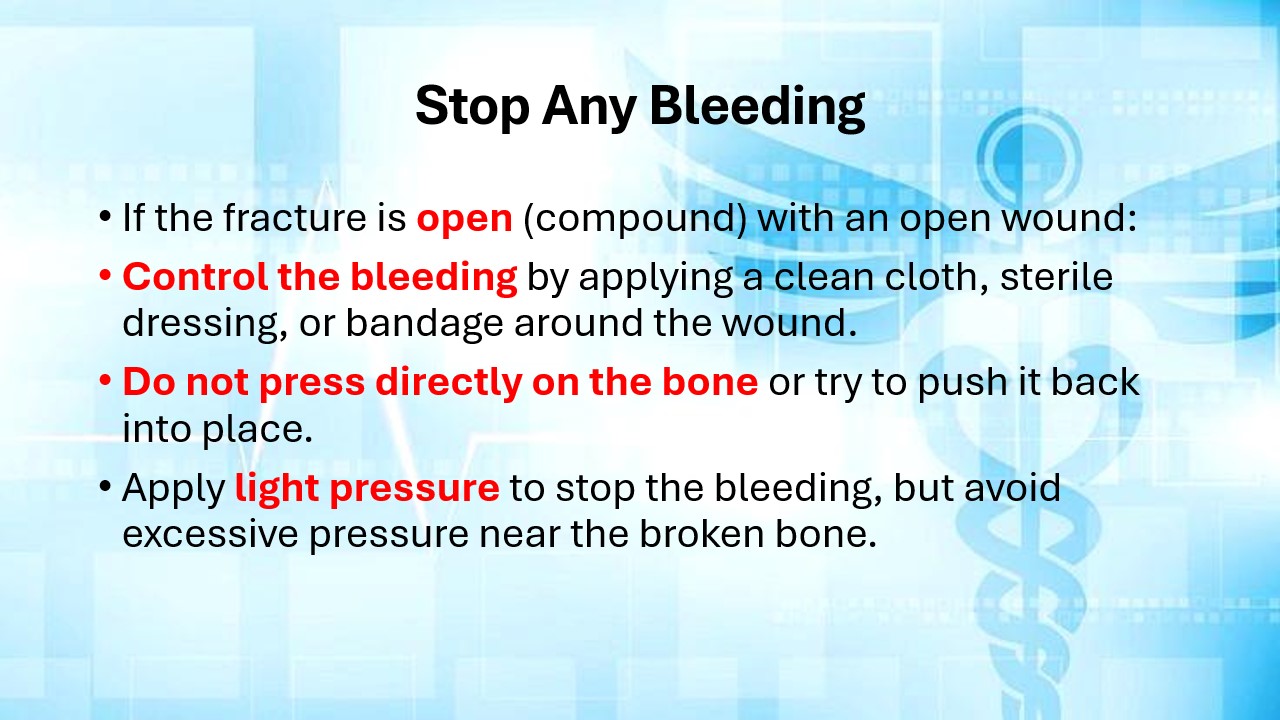 Stop Any Bleeding
• If the fracture is open (compound) with an open wound:
• Control the bleeding by applying a clean cloth, sterile
dressing, or bandage around the wound.
• Do not press directly on the bone or try to push it back
into place.
• Apply light pressure to stop the bleeding, but avoid
excessive pressure near the broken bone.